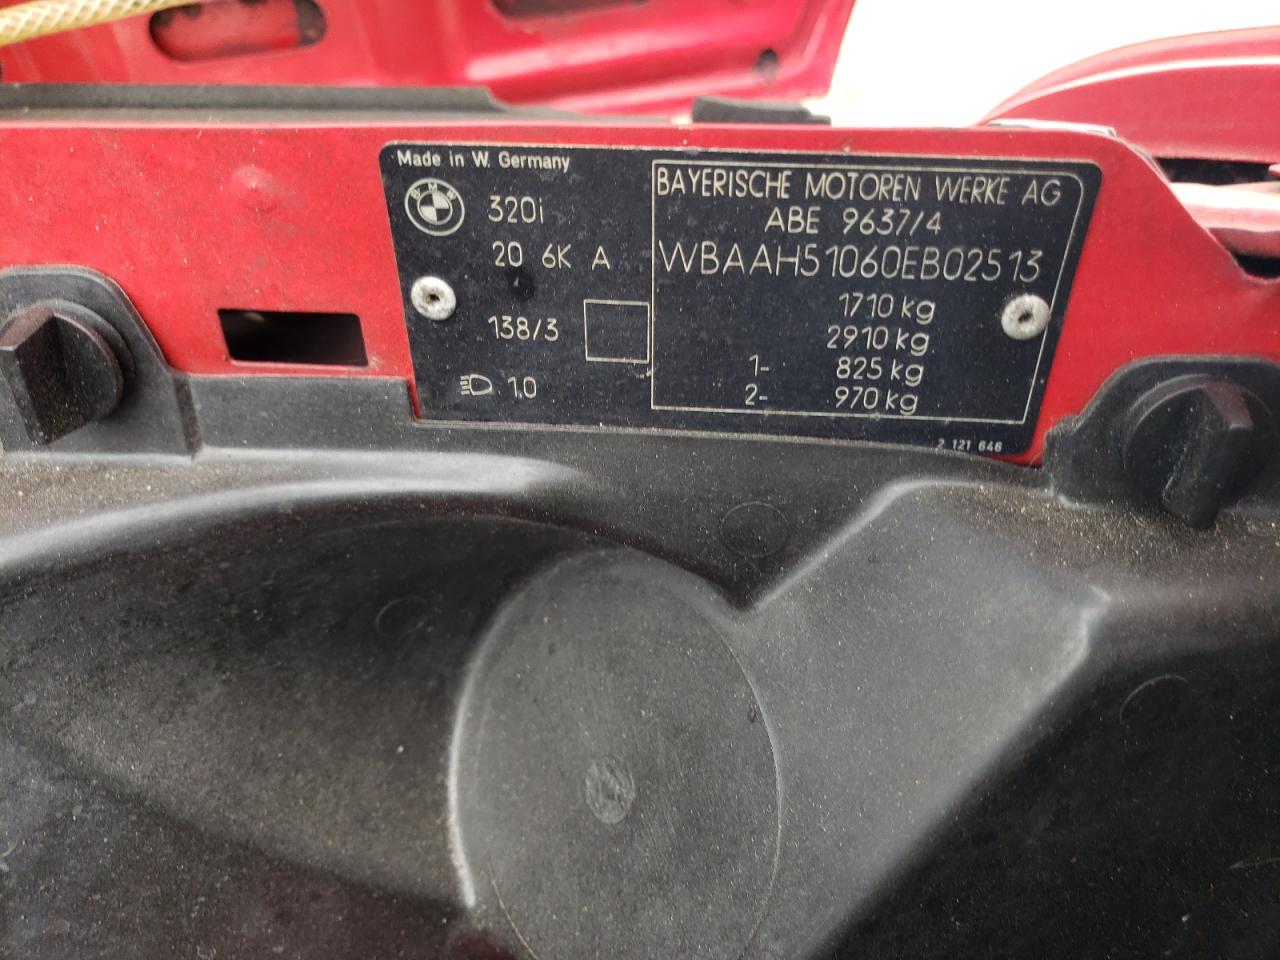 Made in W. Germany
BMW
320i
20 6K A
138/3
1.0
BAYERISCHE MOTOREN WERKE AG
ABE 9637/4
WBAAH51060EB02513
1710 kg
2910 kg
1- 825 kg
2- 970 kg
2 121 646